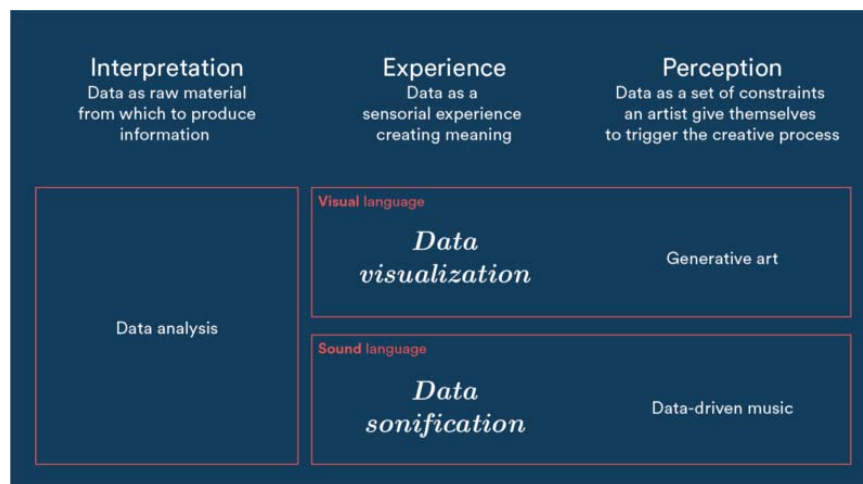 Interpretation
Data as raw material
from which to produce
information
Experience
Data as a
sensorial experience
creating meaning
Perception
Data as a set of constraints
an artist give themselves
to trigger the creative process
Data analysis
Visual language
Data
visualization
Generative art
Sound language
Data
sonification
Data-driven music